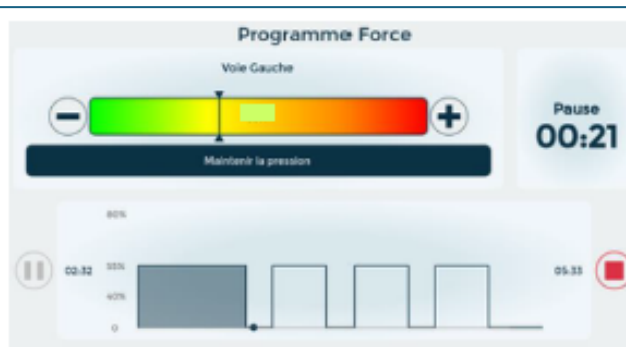 Programme Force
Voie Gauche
Pause
00:21
Maintenir la pression
80%
02:32
55%
05:33
40%
0